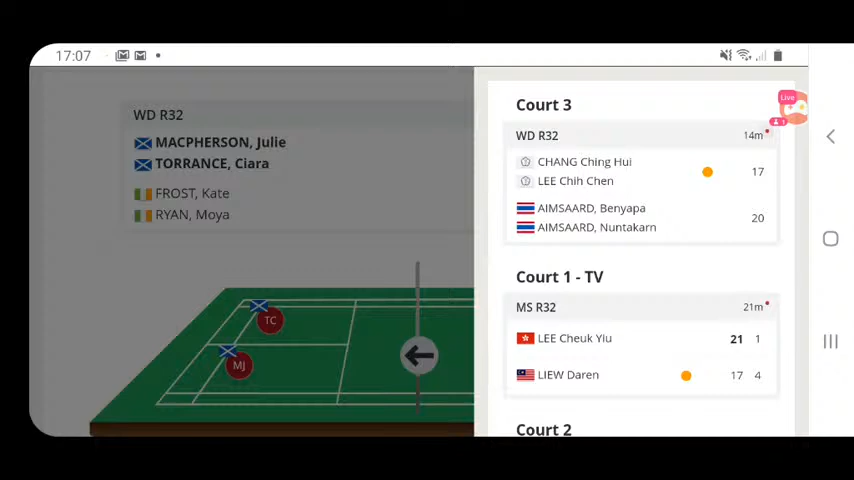 17:07
WD R32
MACPHERSON, Julie
TORRANCE, Ciara
FROST, Kate
RYAN, Moya
TC
MJ
Court 3
WD R32 14m
CHANG Ching Hui
LEE Chih Chen
17
AIMSAARD, Benyapa
AIMSAARD, Nuntakarn
20
Court 1 - TV
MS R32 21m
LEE Cheuk Yiu 21 1
LIEW Daren 17 4
Court 2
Live
1